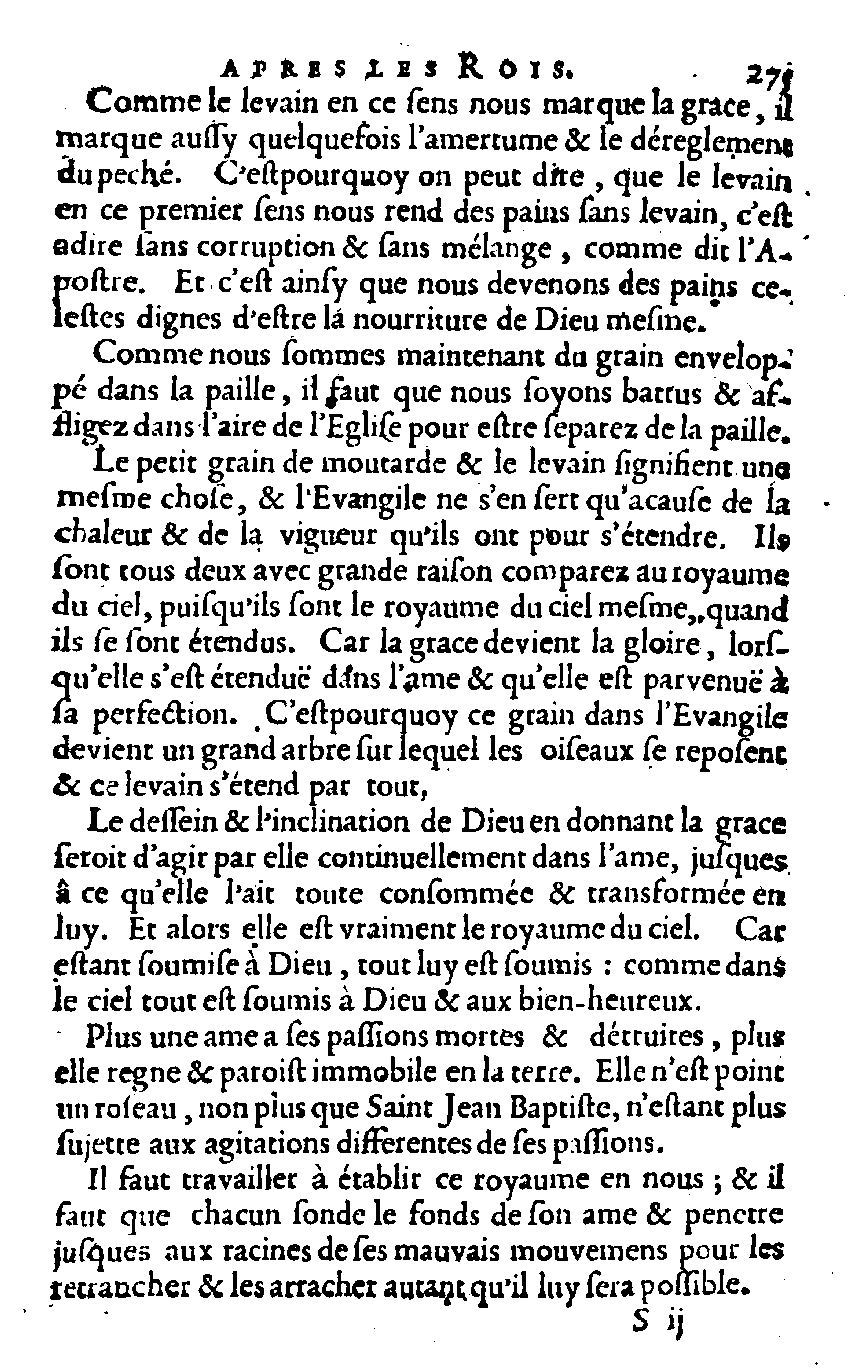 APRES LES ROIS. 275
Comme le levain en ce ſens nous marque la grace, il
marque auſſy quelquefois l'amertume & le déreglement
du peché. C'eſtpourquoy on peut dire, que le levain
en ce premier ſens nous rend des pains ſans levain, c'eſt
adire ſans corruption & ſans mélange, comme dit l'A-
poſtre. Et c'eſt ainſy que nous devenons des pains ce-
leſtes dignes d'eſtre lá nourriture de Dieu meſme.
Comme nous ſommes maintenant du grain envelop-
pé dans la paille, il faut que nous ſoyons battus & af-
fligez dans l'aire de l'Egliſe pour eſtre ſeparez de la paille.
Le petit grain de moutarde & le levain ſignifient une
meſme choſe, & l'Evangile ne s'en ſert qu'acauſe de la
chaleur & de la vigueur qu'ils ont pour s'étendre. Ils
ſont tous deux avec grande raiſon comparez au royaume
du ciel, puiſqu'ils ſont le royaume du ciel meſme, quand
ils ſe ſont étendus. Car la grace devient la gloire, lorſ-
qu'elle s'eſt étenduë dans l'ame & qu'elle eſt parvenuë à
ſa perfection. C'eſtpourquoy ce grain dans l'Evangile
devient un grand arbre ſur lequel les oiſeaux ſe repoſent
& ce levain s'étend par tout,
Le deſſein & l'inclination de Dieu en donnant la grace
ſeroit d'agir par elle continuellement dans l'ame, juſques
â ce qu'elle l'ait toute conſommée & transformée en
luy. Et alors elle eſt vraiment le royaume du ciel. Car
eſtant ſoumiſe à Dieu, tout luy eſt ſoumis : comme dans
le ciel tout eſt ſoumis à Dieu & aux bien-heureux.
Plus une ame a ſes paſſions mortes & détruites, plus
elle regne & paroiſt immobile en la terre. Elle n'eſt point
un roſeau, non plus que Saint Jean Baptiſte, n'eſtant plus
ſujette aux agitations differentes de ſes paſſions.
Il faut travailler à établir ce royaume en nous ; & il
faut que chacun ſonde le fonds de ſon ame & penetre
juſques aux racines de ſes mauvais mouvemens pour les
retrancher & les arracher autant qu'il luy ſera poſſible.
S ij